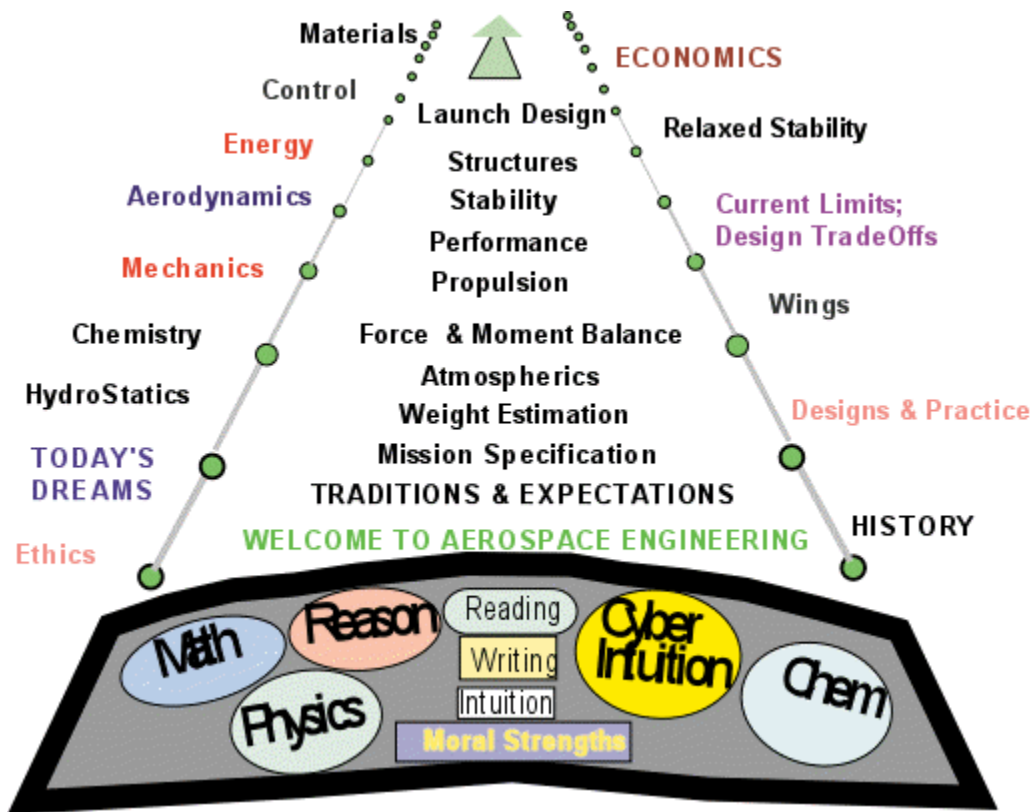 Materials
ECONOMICS
Control
Launch Design
Relaxed Stability
Energy
Structures
Aerodynamics
Stability
Current Limits;
Design TradeOffs
Performance
Mechanics
Propulsion
Wings
Chemistry
Force & Moment Balance
Atmospherics
HydroStatics
Weight Estimation
Designs & Practice
Mission Specification
TODAY'S
DREAMS
TRADITIONS & EXPECTATIONS
HISTORY
WELCOME TO AEROSPACE ENGINEERING
Ethics
Math
Reason
Reading
Cyber
Intuition
Writing
Chem
Physics
Intuition
Moral Strengths